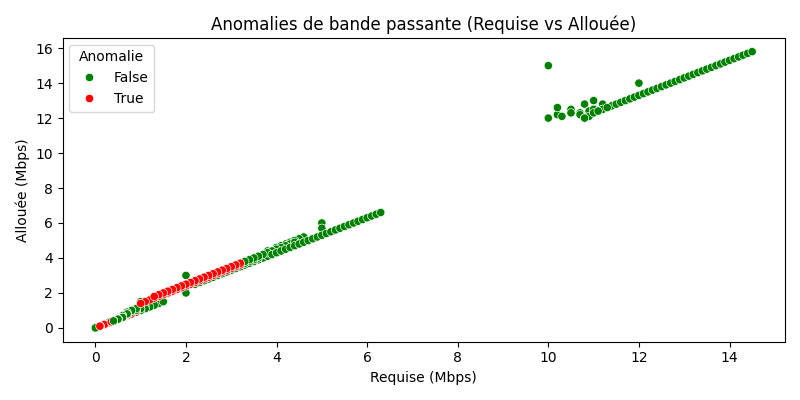 Anomalies de bande passante (Requise vs Allouée)
Anomalie
False
True
Allouée (Mbps)
16
14
12
10
8
6
4
2
0
0 2 4 6 8 10 12 14
Requise (Mbps)